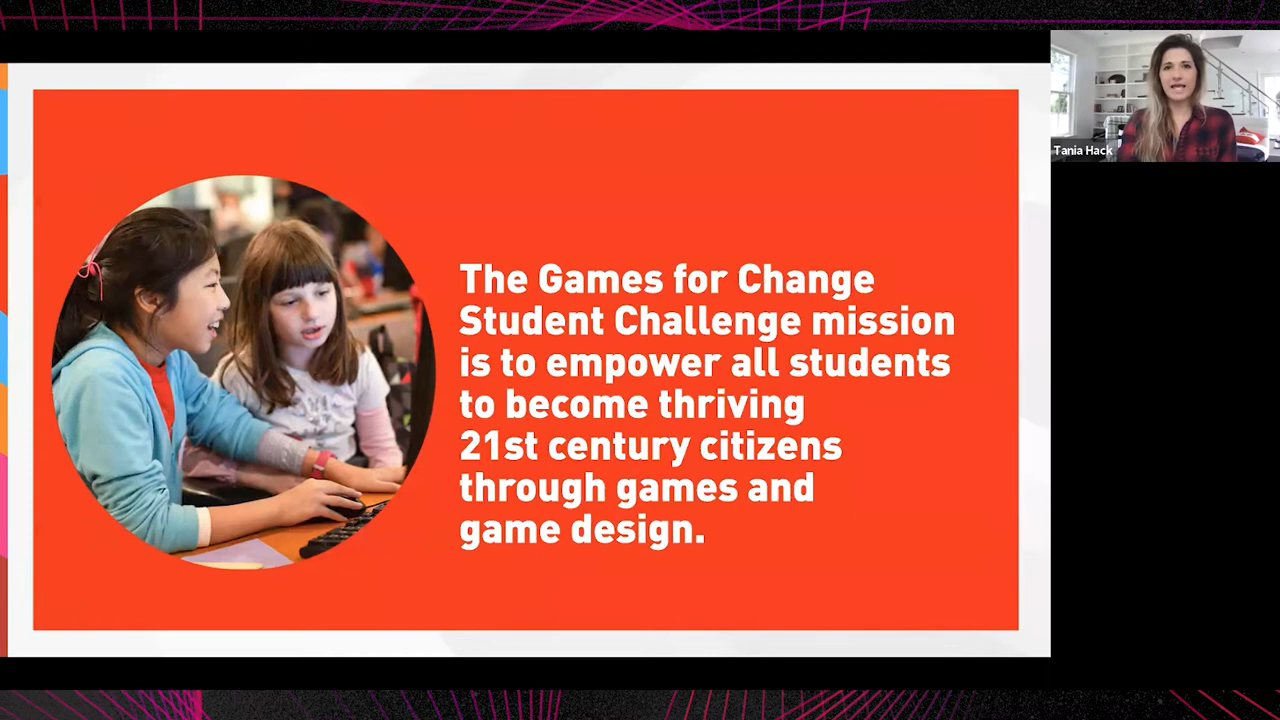 Tania Hack
The Games for Change
Student Challenge mission
is to empower all students
to become thriving
21st century citizens
through games and
game design.